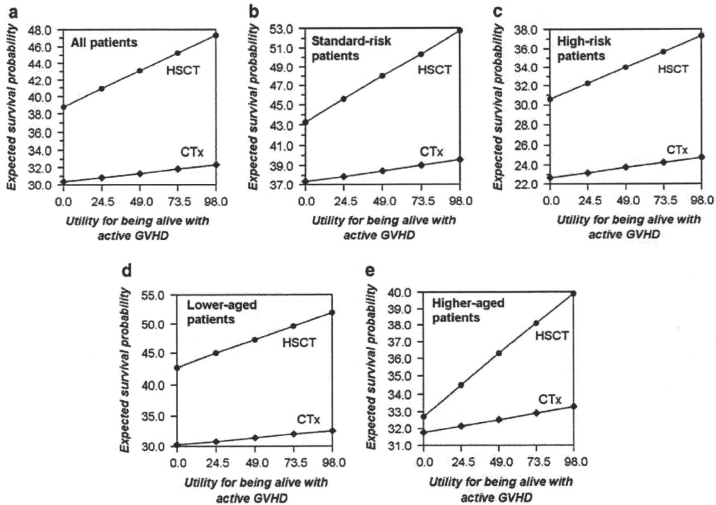 a
Expected survival probability
48.0
46.0
44.0
42.0
40.0
38.0
36.0
34.0
32.0
30.0
All patients
HSCT
CTx
0.0 24.5 49.0 73.5 98.0
Utility for being alive with
active GVHD
b
Expected survival probability
53.0
51.0
49.0
47.0
45.0
43.0
41.0
39.0
37.0
Standard-risk
patients
HSCT
CTx
0.0 24.5 49.0 73.5 98.0
Utility for being alive with
active GVHD
c
Expected survival probability
38.0
36.0
34.0
32.0
30.0
28.0
26.0
24.0
22.0
High-risk
patients
HSCT
CTx
0.0 24.5 49.0 73.5 98.0
Utility for being alive with
active GVHD
d
Expected survival probability
55.0
50.0
45.0
40.0
35.0
30.0
Lower-aged
patients
HSCT
CTx
0.0 24.5 49.0 73.5 98.0
Utility for being alive with
active GVHD
e
Expected survival probability
40.0
39.0
38.0
37.0
36.0
35.0
34.0
33.0
32.0
31.0
Higher-aged
patients
HSCT
CTx
0.0 24.5 49.0 73.5 98.0
Utility for being alive with
active GVHD